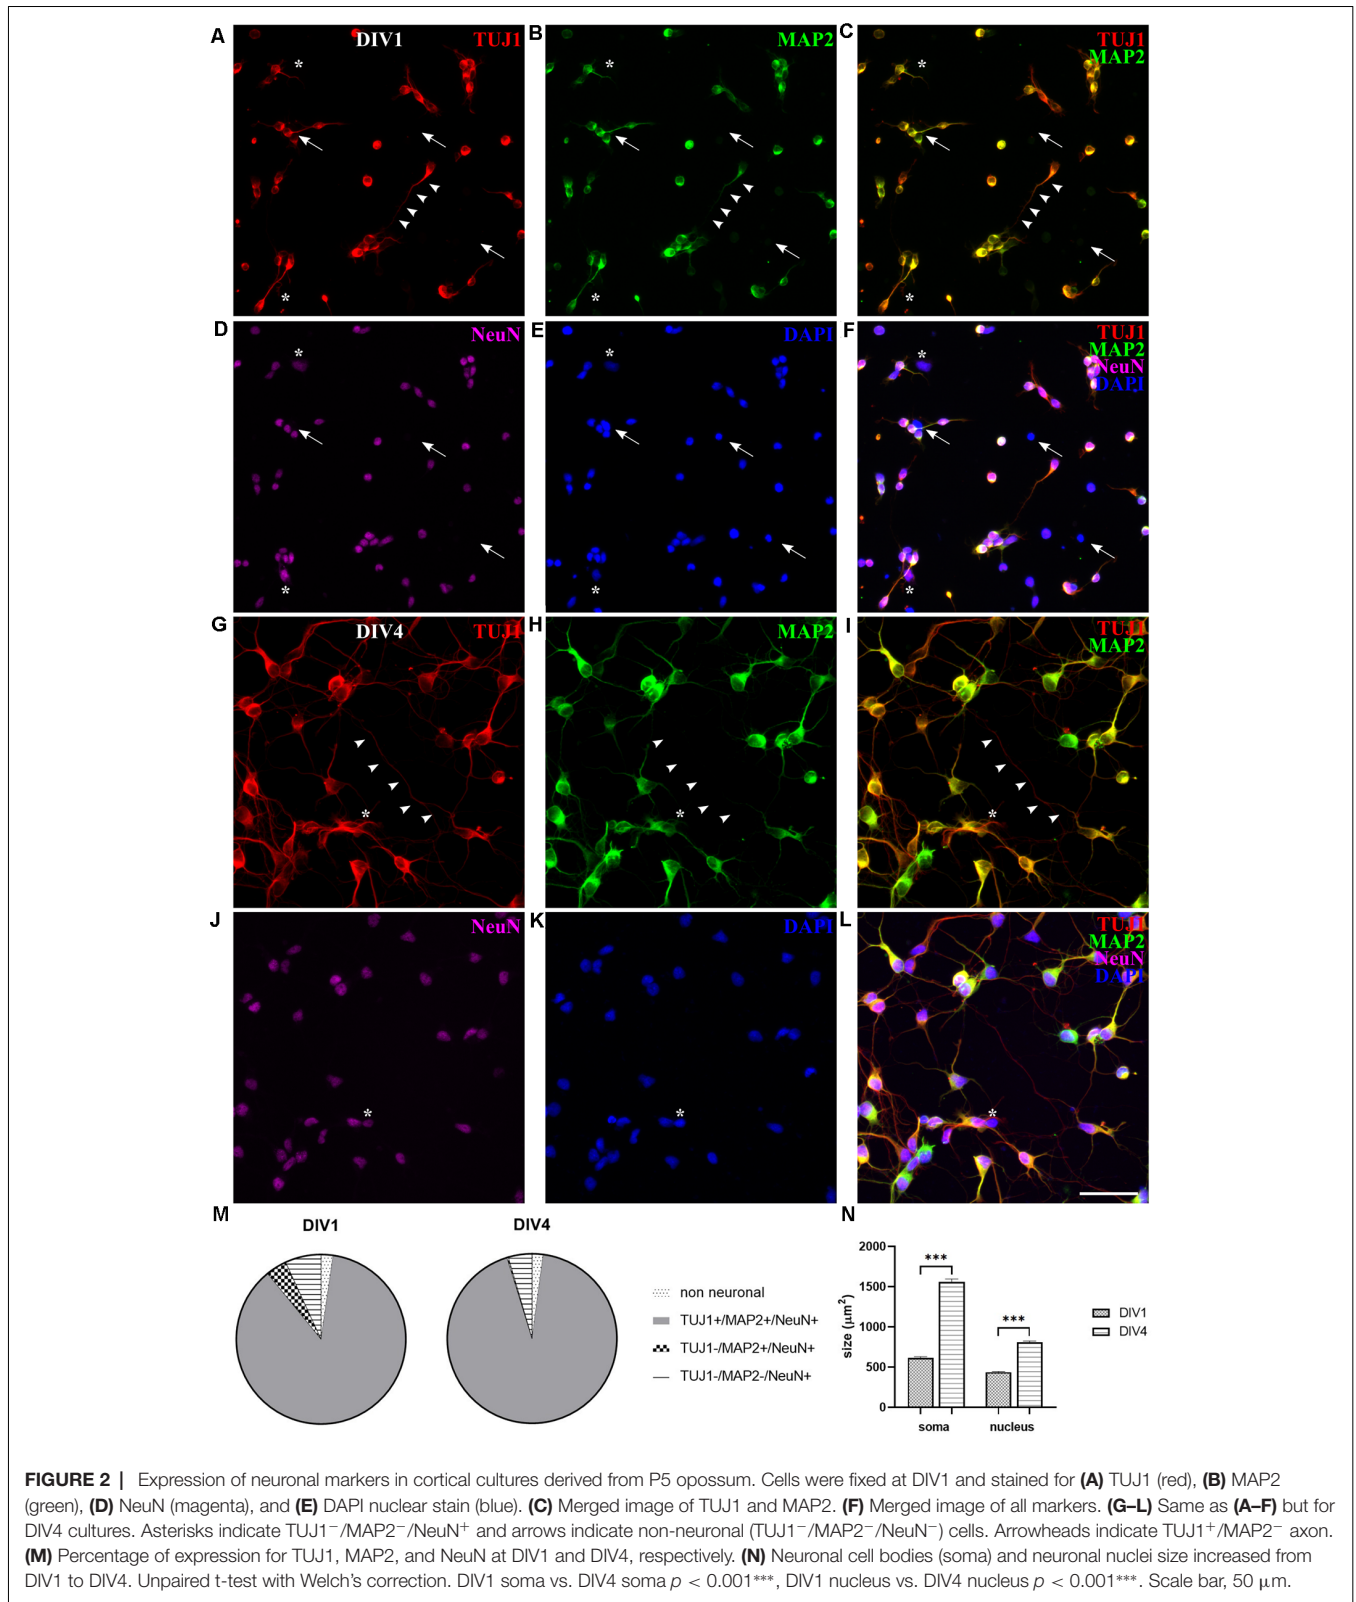 A DIV1 TUJ1 B MAP2 C TUJ1
MAP2
* * *
* * *
D NeuN E DAPI F TUJ1
MAP2
NeuN
DAPI
* * *
* * *
G DIV4 TUJ1 H MAP2 I TUJ1
MAP2
* * *
J NeuN K DAPI L TUJ1
MAP2
NeuN
DAPI
* * *
M DIV1 DIV4
non neuronal
TUJ1+/MAP2+/NeuN+
TUJ1-/MAP2+/NeuN+
TUJ1-/MAP2-/NeuN+
N
2000
1500
1000
500
0
size (μm²)
***
***
soma nucleus
DIV1
DIV4
FIGURE 2 | Expression of neuronal markers in cortical cultures derived from P5 opossum. Cells were fixed at DIV1 and stained for (A) TUJ1 (red), (B) MAP2
(green), (D) NeuN (magenta), and (E) DAPI nuclear stain (blue). (C) Merged image of TUJ1 and MAP2. (F) Merged image of all markers. (G–L) Same as (A–F) but for
DIV4 cultures. Asterisks indicate TUJ1⁻/MAP2⁻/NeuN⁺ and arrows indicate non-neuronal (TUJ1⁻/MAP2⁻/NeuN⁻) cells. Arrowheads indicate TUJ1⁺/MAP2⁻ axon.
(M) Percentage of expression for TUJ1, MAP2, and NeuN at DIV1 and DIV4, respectively. (N) Neuronal cell bodies (soma) and neuronal nuclei size increased from
DIV1 to DIV4. Unpaired t-test with Welch's correction. DIV1 soma vs. DIV4 soma p < 0.001***, DIV1 nucleus vs. DIV4 nucleus p < 0.001***. Scale bar, 50 μm.